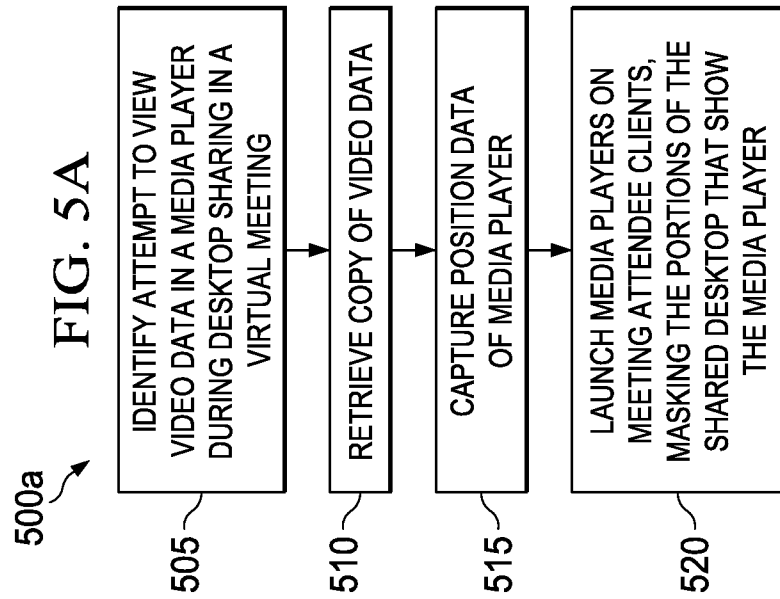 FIG. 5A
500a
505
IDENTIFY ATTEMPT TO VIEW
VIDEO DATA IN A MEDIA PLAYER
DURING DESKTOP SHARING IN A
VIRTUAL MEETING
510
RETRIEVE COPY OF VIDEO DATA
515
CAPTURE POSITION DATA
OF MEDIA PLAYER
520
LAUNCH MEDIA PLAYERS ON
MEETING ATTENDEE CLIENTS,
MASKING THE PORTIONS OF THE
SHARED DESKTOP THAT SHOW
THE MEDIA PLAYER